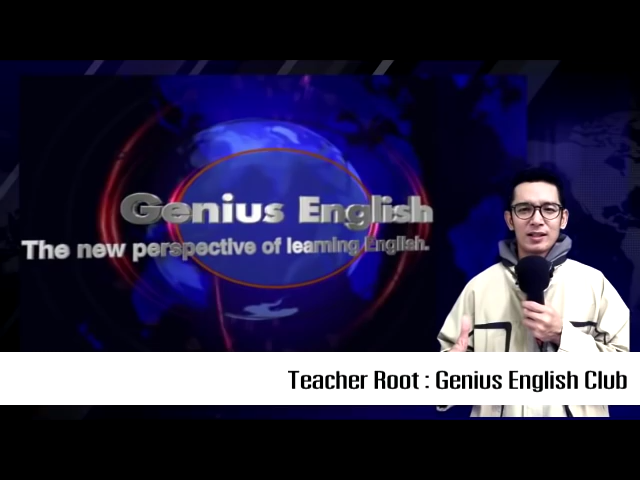 Genius English
The new perspective of learning English.
Teacher Root : Genius English Club